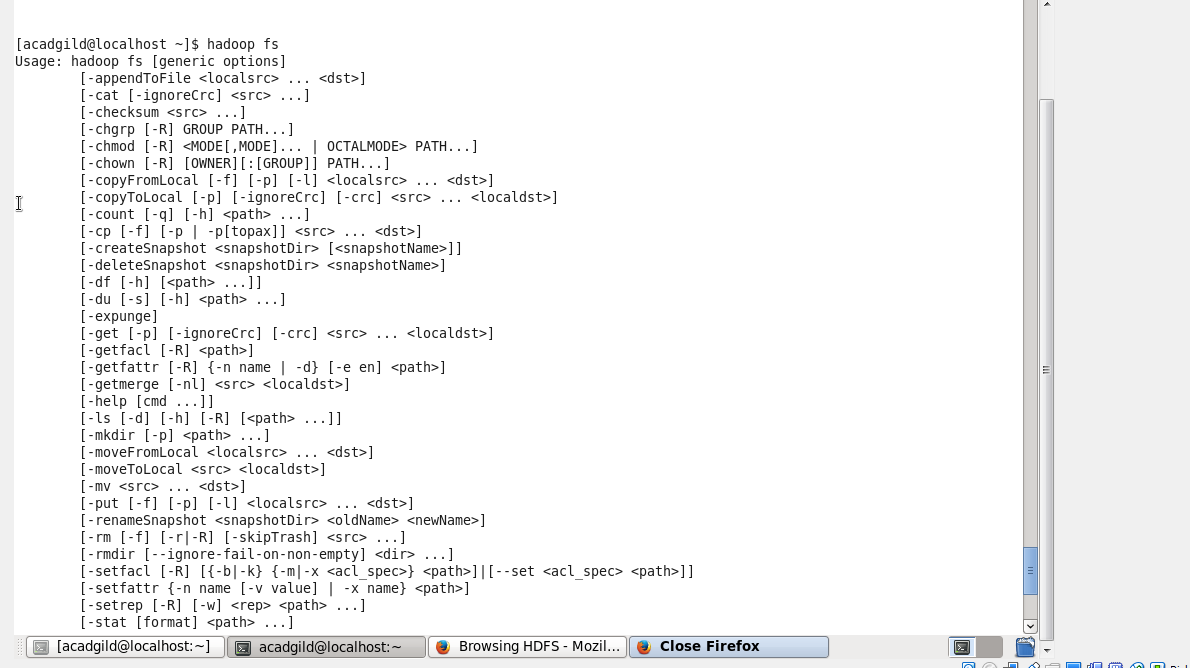 [acadgild@localhost ~]$ hadoop fs
Usage: hadoop fs [generic options]
[-appendToFile <localsrc> ... <dst>]
[-cat [-ignoreCrc] <src> ...]
[-checksum <src> ...]
[-chgrp [-R] GROUP PATH...]
[-chmod [-R] <MODE[,MODE]... | OCTALMODE> PATH...]
[-chown [-R] [OWNER][:[GROUP]] PATH...]
[-copyFromLocal [-f] [-p] [-l] <localsrc> ... <dst>]
[-copyToLocal [-p] [-ignoreCrc] [-crc] <src> ... <localdst>]
[-count [-q] [-h] <path> ...]
[-cp [-f] [-p | -p[topax]] <src> ... <dst>]
[-createSnapshot <snapshotDir> [<snapshotName>]]
[-deleteSnapshot <snapshotDir> <snapshotName>]
[-df [-h] [<path> ...]]
[-du [-s] [-h] <path> ...]
[-expunge]
[-get [-p] [-ignoreCrc] [-crc] <src> ... <localdst>]
[-getfacl [-R] <path>]
[-getfattr [-R] {-n name | -d} [-e en] <path>]
[-getmerge [-nl] <src> <localdst>]
[-help [cmd ...]]
[-ls [-d] [-h] [-R] [<path> ...]]
[-mkdir [-p] <path> ...]
[-moveFromLocal <localsrc> ... <dst>]
[-moveToLocal <src> <localdst>]
[-mv <src> ... <dst>]
[-put [-f] [-p] [-l] <localsrc> ... <dst>]
[-renameSnapshot <snapshotDir> <oldName> <newName>]
[-rm [-f] [-r|-R] [-skipTrash] <src> ...]
[-rmdir [--ignore-fail-on-non-empty] <dir> ...]
[-setfacl [-R] [{-b|-k} {-m|-x <acl_spec>} <path>]|[--set <acl_spec> <path>]]
[-setfattr {-n name [-v value] | -x name} <path>]
[-setrep [-R] [-w] <rep> <path> ...]
[-stat [format] <path> ...]
[acadgild@localhost:~] acadgild@localhost:~ Browsing HDFS - Mozil... Close Firefox